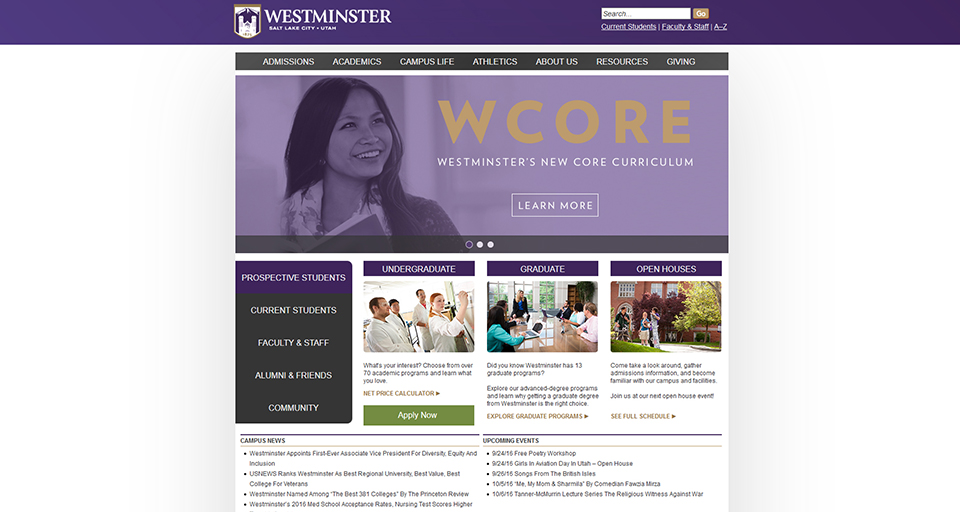 WESTMINSTER
SALT LAKE CITY • UTAH
Search... Go
Current Students | Faculty & Staff | A–Z
ADMISSIONS ACADEMICS CAMPUS LIFE ATHLETICS ABOUT US RESOURCES GIVING
WCORE
WESTMINSTER'S NEW CORE CURRICULUM
LEARN MORE
PROSPECTIVE STUDENTS
CURRENT STUDENTS
FACULTY & STAFF
ALUMNI & FRIENDS
COMMUNITY
UNDERGRADUATE
What's your interest? Choose from over
70 academic programs and learn what
you love.
NET PRICE CALCULATOR ▶
Apply Now
GRADUATE
Did you know Westminster has 13
graduate programs?
Explore our advanced-degree programs
and learn why getting a graduate degree
from Westminster is the right choice.
EXPLORE GRADUATE PROGRAMS ▶
OPEN HOUSES
Come take a look around, gather
admissions information, and become
familiar with our campus and facilities.
Join us at our next open house event!
SEE FULL SCHEDULE ▶
CAMPUS NEWS
• Westminster Appoints First-Ever Associate Vice President For Diversity, Equity And
Inclusion
• USNEWS Ranks Westminster As Best Regional University, Best Value, Best
College For Veterans
• Westminster Named Among "The Best 381 Colleges" By The Princeton Review
• Westminster's 2016 Med School Acceptance Rates, Nursing Test Scores Higher
UPCOMING EVENTS
• 9/24/16 Free Poetry Workshop
• 9/24/16 Girls In Aviation Day In Utah – Open House
• 9/26/16 Songs From The British Isles
• 10/5/16 "Me, My Mom & Sharmila" By Comedian Fawzia Mirza
• 10/6/16 Tanner-McMurrin Lecture Series The Religious Witness Against War